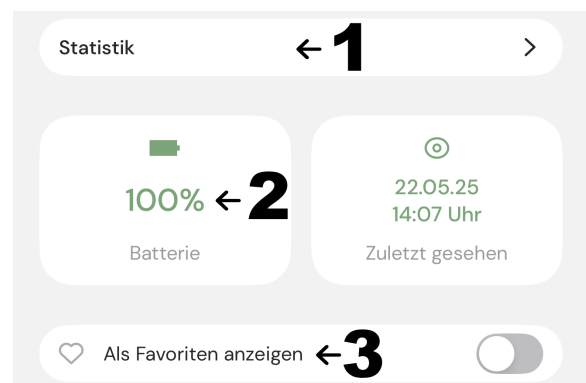 Statistik ← 1
100% ← 2
Batterie
22.05.25
14:07 Uhr
Zuletzt gesehen
Als Favoriten anzeigen ← 3